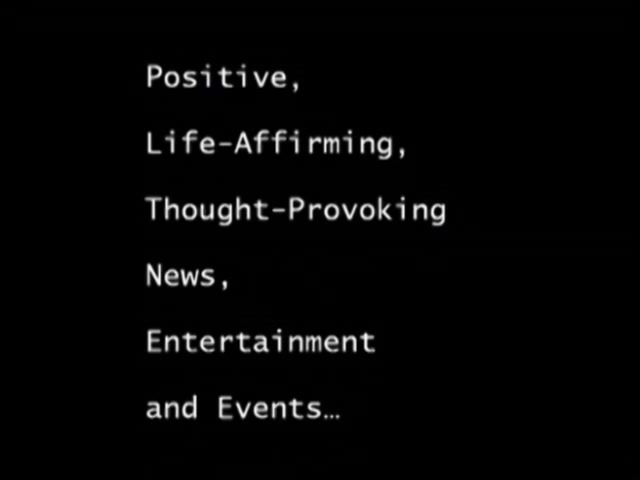 Positive,
Life-Affirming,
Thought-Provoking
News,
Entertainment
and Events…